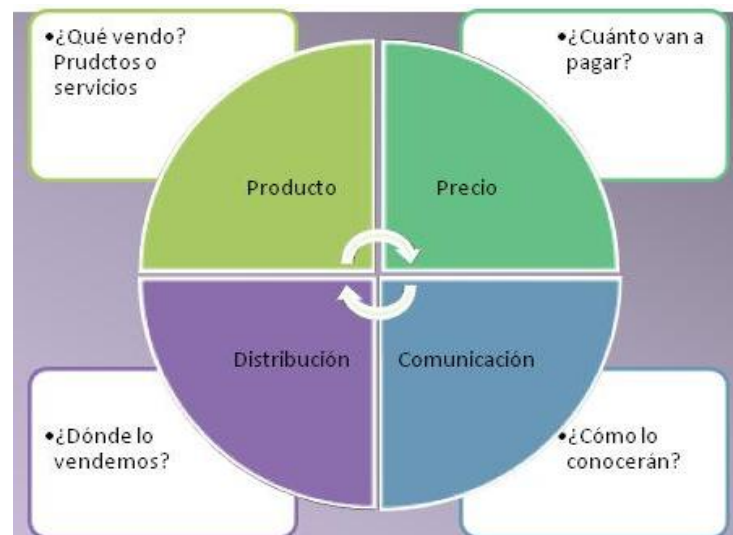 •¿Qué vendo?
Prudctos o
servicios
•¿Cuánto van a
pagar?
Producto
Precio
Distribución
Comunicación
•¿Dónde lo
vendemos?
•¿Cómo lo
conocerán?